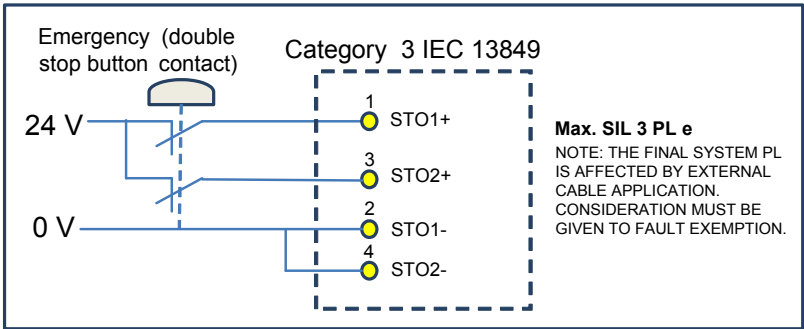 Emergency (double
stop button contact)
Category 3 IEC 13849
24 V
1
STO1+
3
STO2+
0 V
2
STO1-
4
STO2-
Max. SIL 3 PL e
NOTE: THE FINAL SYSTEM PL
IS AFFECTED BY EXTERNAL
CABLE APPLICATION.
CONSIDERATION MUST BE
GIVEN TO FAULT EXEMPTION.